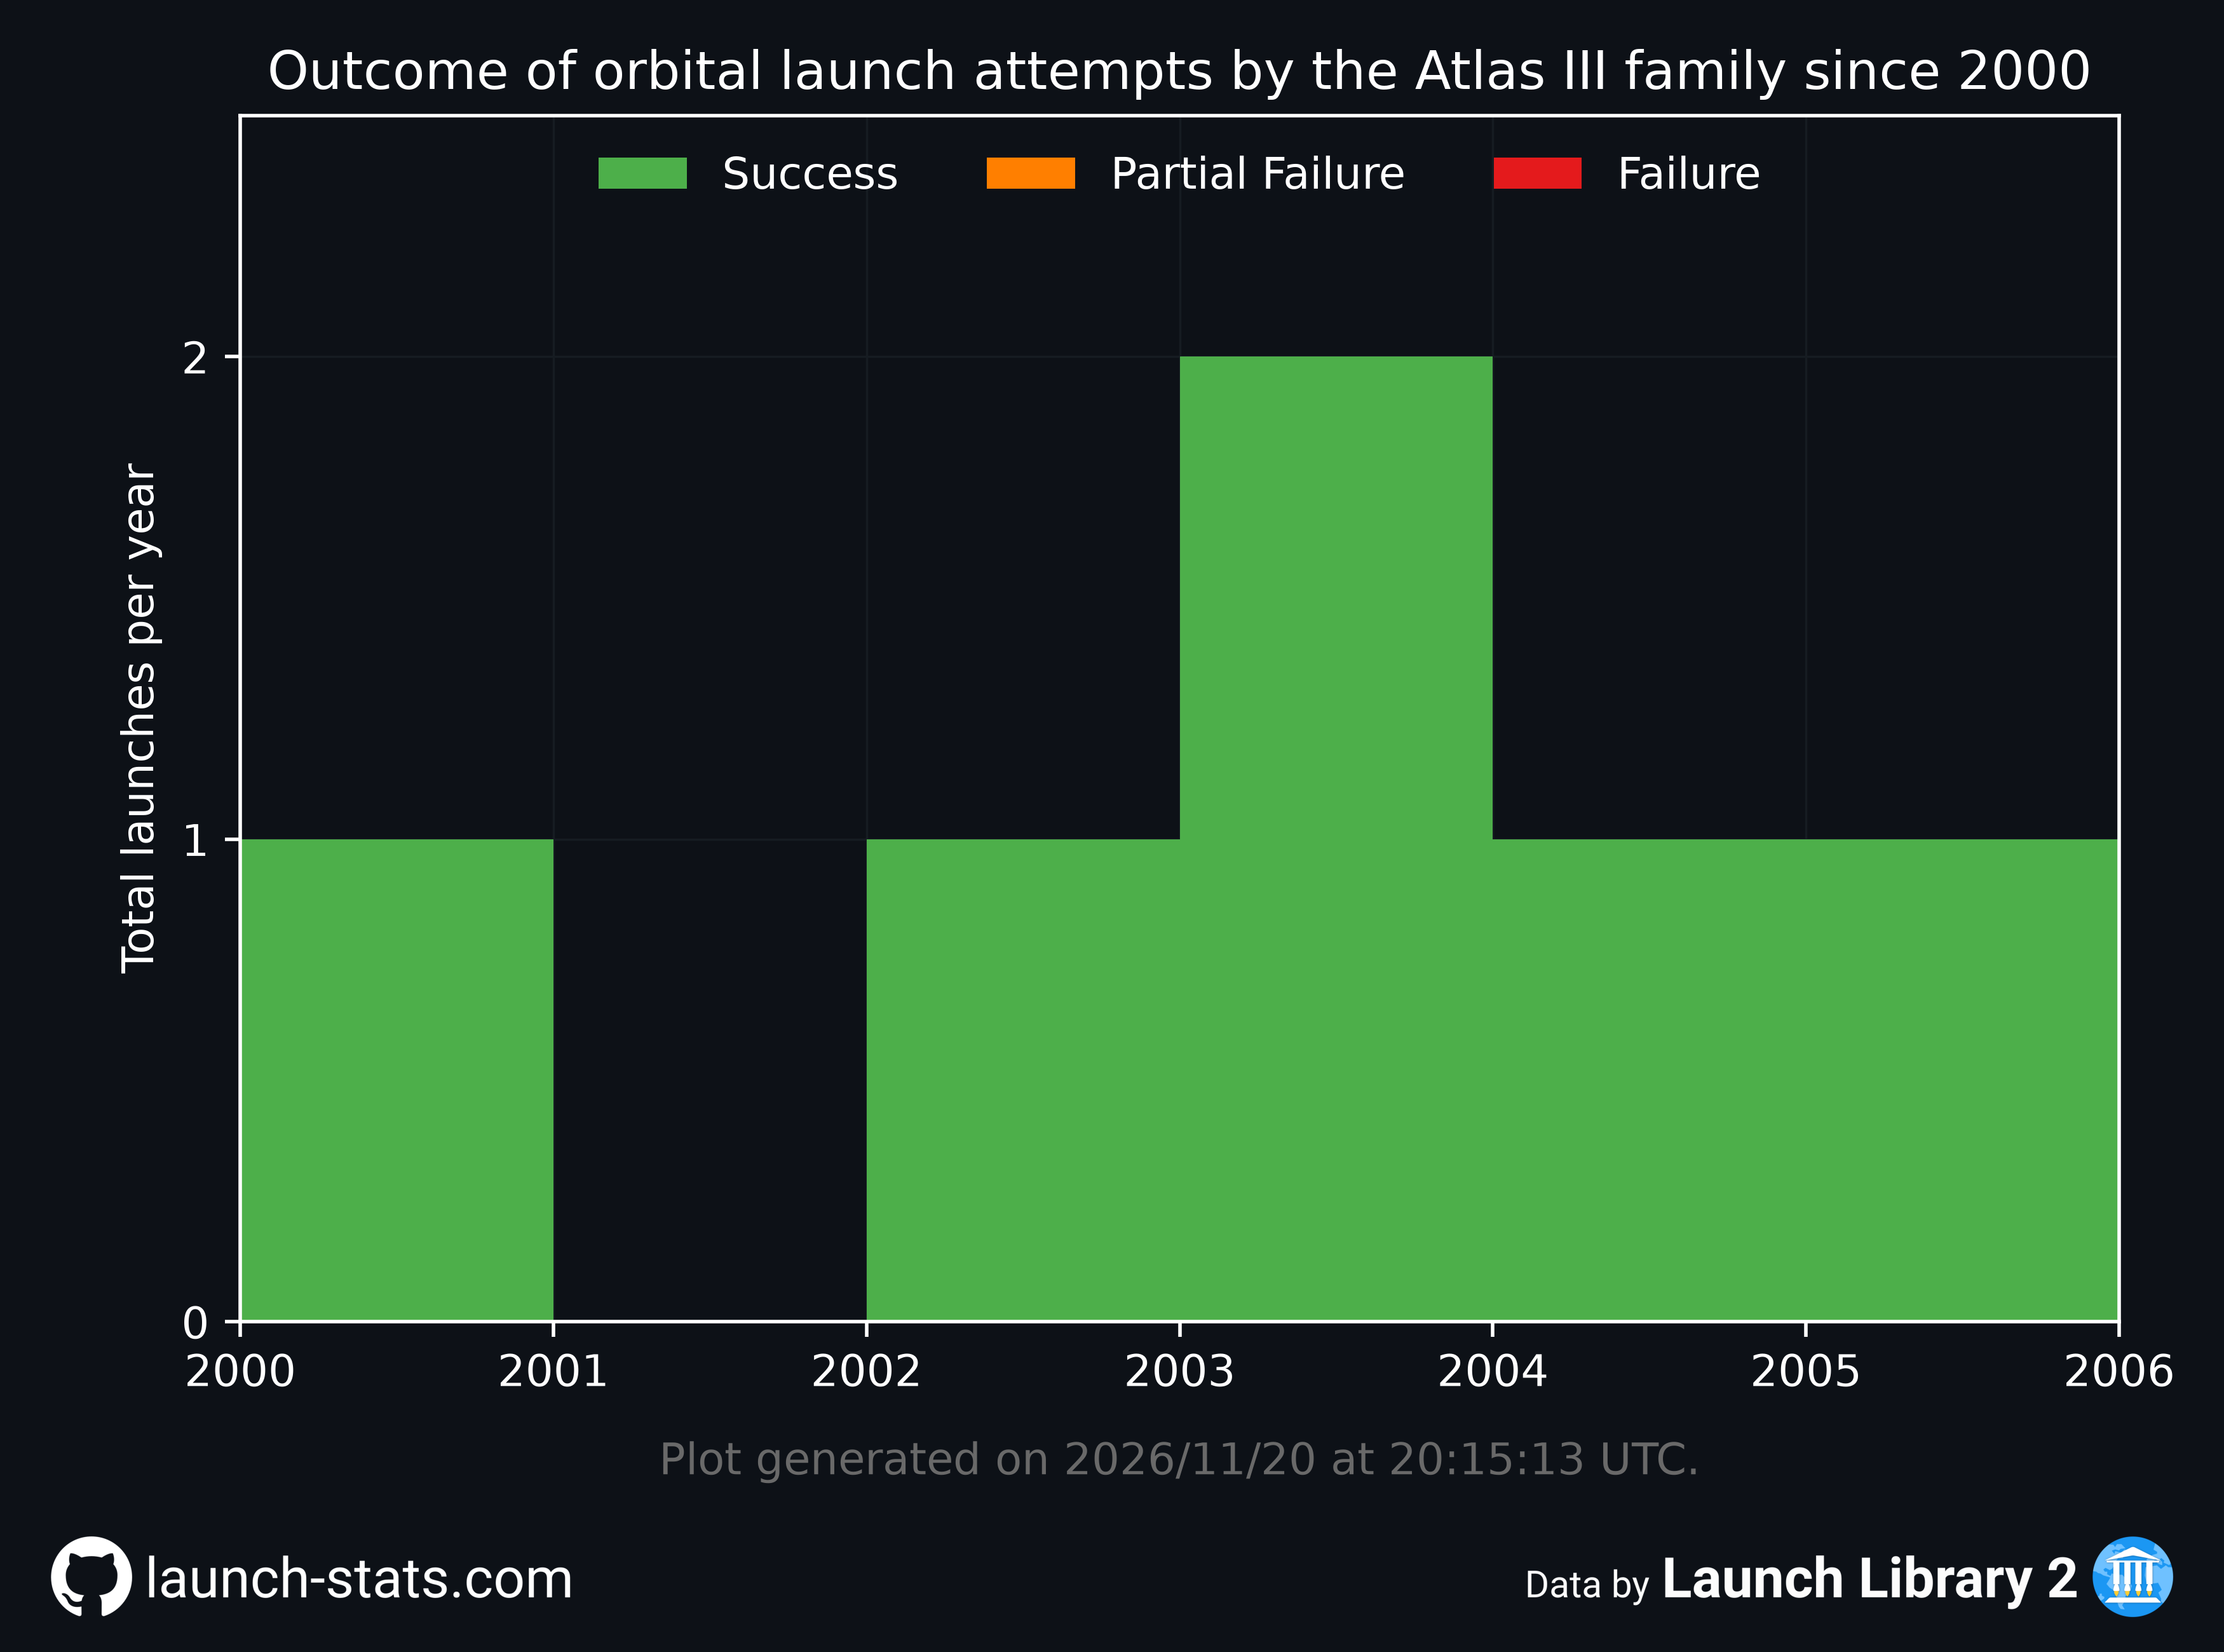 Outcome of orbital launch attempts by the Atlas III family since 2000
Success Partial Failure Failure
Total launches per year
2
1
0
2000 2001 2002 2003 2004 2005 2006
Plot generated on 2026/11/20 at 20:15:13 UTC.
launch-stats.com
Data by Launch Library 2